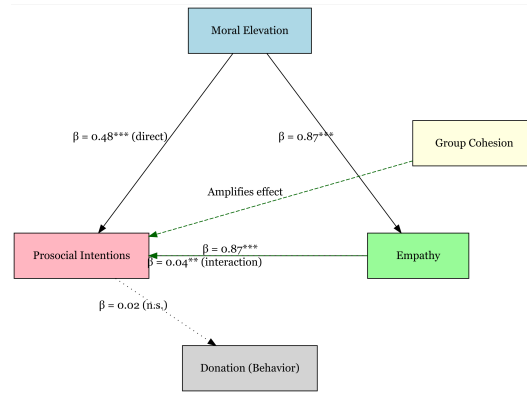 Moral Elevation
β = 0.48*** (direct)
β = 0.87***
Group Cohesion
Amplifies effect
Prosocial Intentions
β = 0.87***
β = 0.04** (interaction)
Empathy
β = 0.02 (n.s.)
Donation (Behavior)